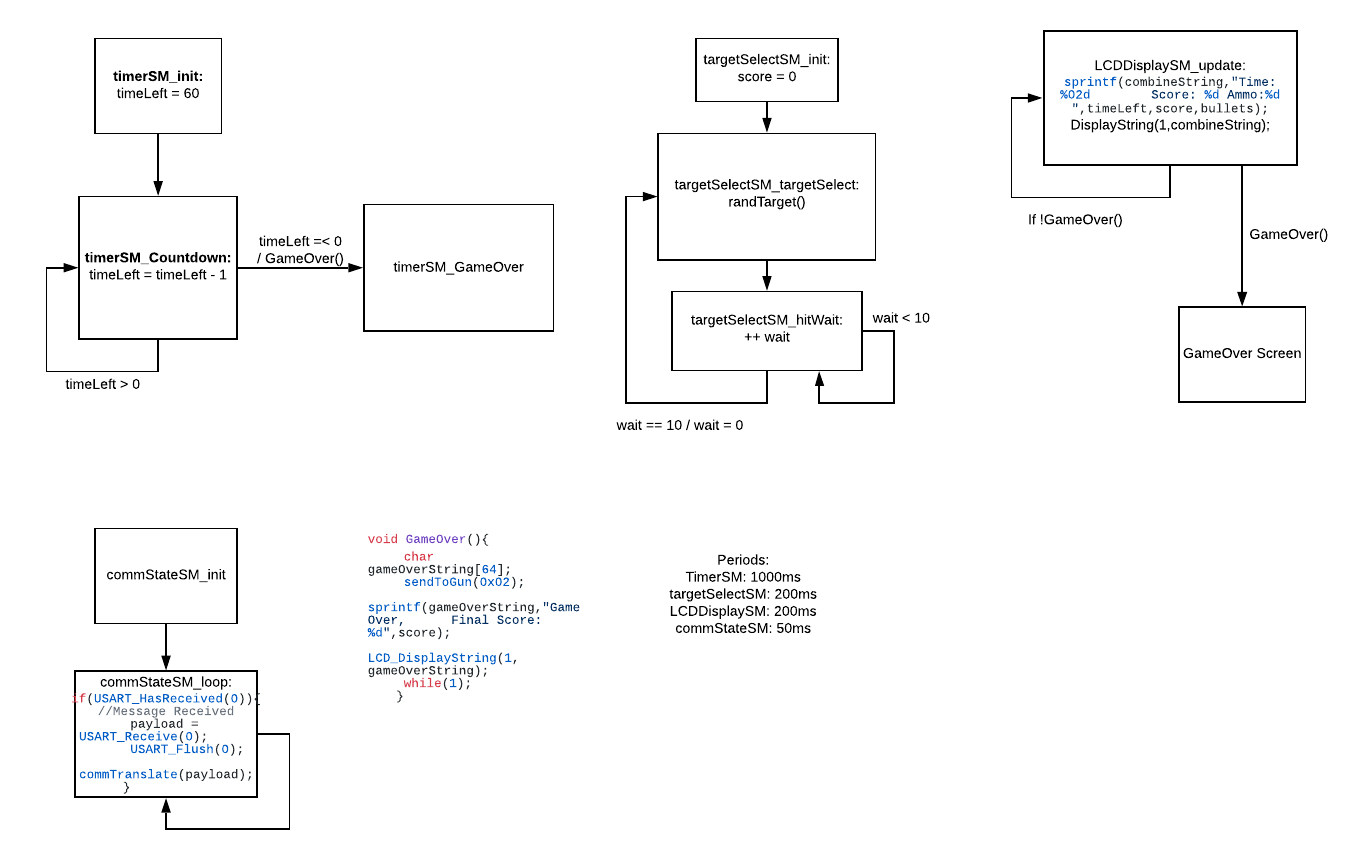 timerSM_init:
timeLeft = 60
timerSM_Countdown:
timeLeft = timeLeft - 1
timeLeft > 0
timeLeft =< 0
/ GameOver()
timerSM_GameOver
targetSelectSM_init:
score = 0
targetSelectSM_targetSelect:
randTarget()
targetSelectSM_hitWait:
++ wait
wait < 10
wait == 10 / wait = 0
LCDDisplaySM_update:
sprintf(combineString,"Time:
%02d Score: %d Ammo:%d
",timeLeft,score,bullets);
DisplayString(1,combineString);
If !GameOver()
GameOver()
GameOver Screen
commStateSM_init
commStateSM_loop:
if(USART_HasReceived(0)){
//Message Received
payload =
USART_Receive(0);
USART_Flush(0);
commTranslate(payload);
}
void GameOver(){
char
gameOverString[64];
sendToGun(0x02);
sprintf(gameOverString,"Game
Over, Final Score:
%d",score);
LCD_DisplayString(1,
gameOverString);
while(1);
}
Periods:
TimerSM: 1000ms
targetSelectSM: 200ms
LCDDisplaySM: 200ms
commStateSM: 50ms